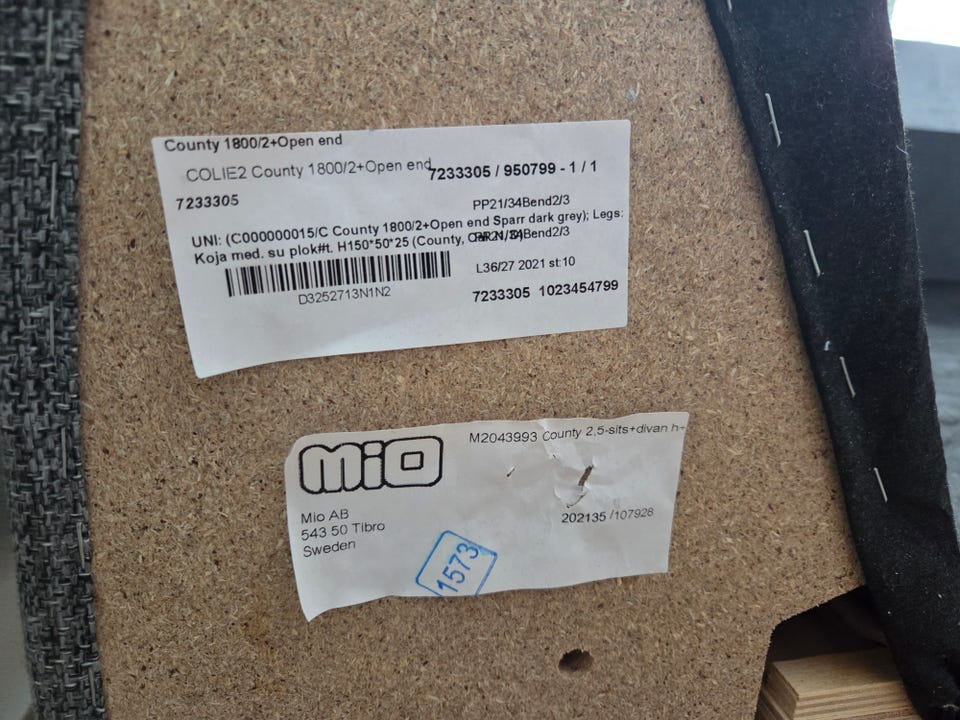 County 1800/2+Open end
COLIE2 County 1800/2+Open end
7233305 / 950799 - 1 / 1
7233305
PP21/34Bend2/3
UNI: (C000000015/C County 1800/2+Open end Sparr dark grey); Legs:
Koja med. su plok#t. H150*50*25 (County,
Bend2/3
L36/27 2021 st:10
D3252713N1N2
7233305 1023454799
MiO
M2043993 County 2,5-sits+divan h+
Mio AB
543 50 Tibro
Sweden
202135 /107928
1573